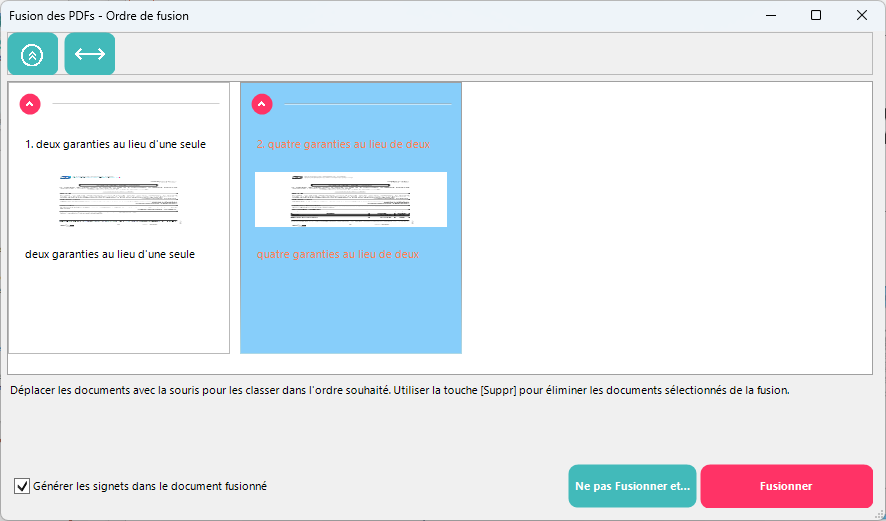 Fusion des PDFs - Ordre de fusion
1. deux garanties au lieu d'une seule
2. quatre garanties au lieu de deux
deux garanties au lieu d'une seule
quatre garanties au lieu de deux
Déplacer les documents avec la souris pour les classer dans l'ordre souhaité. Utiliser la touche [Suppr] pour éliminer les documents sélectionnés de la fusion.
Générer les signets dans le document fusionné
Ne pas Fusionner et...
Fusionner